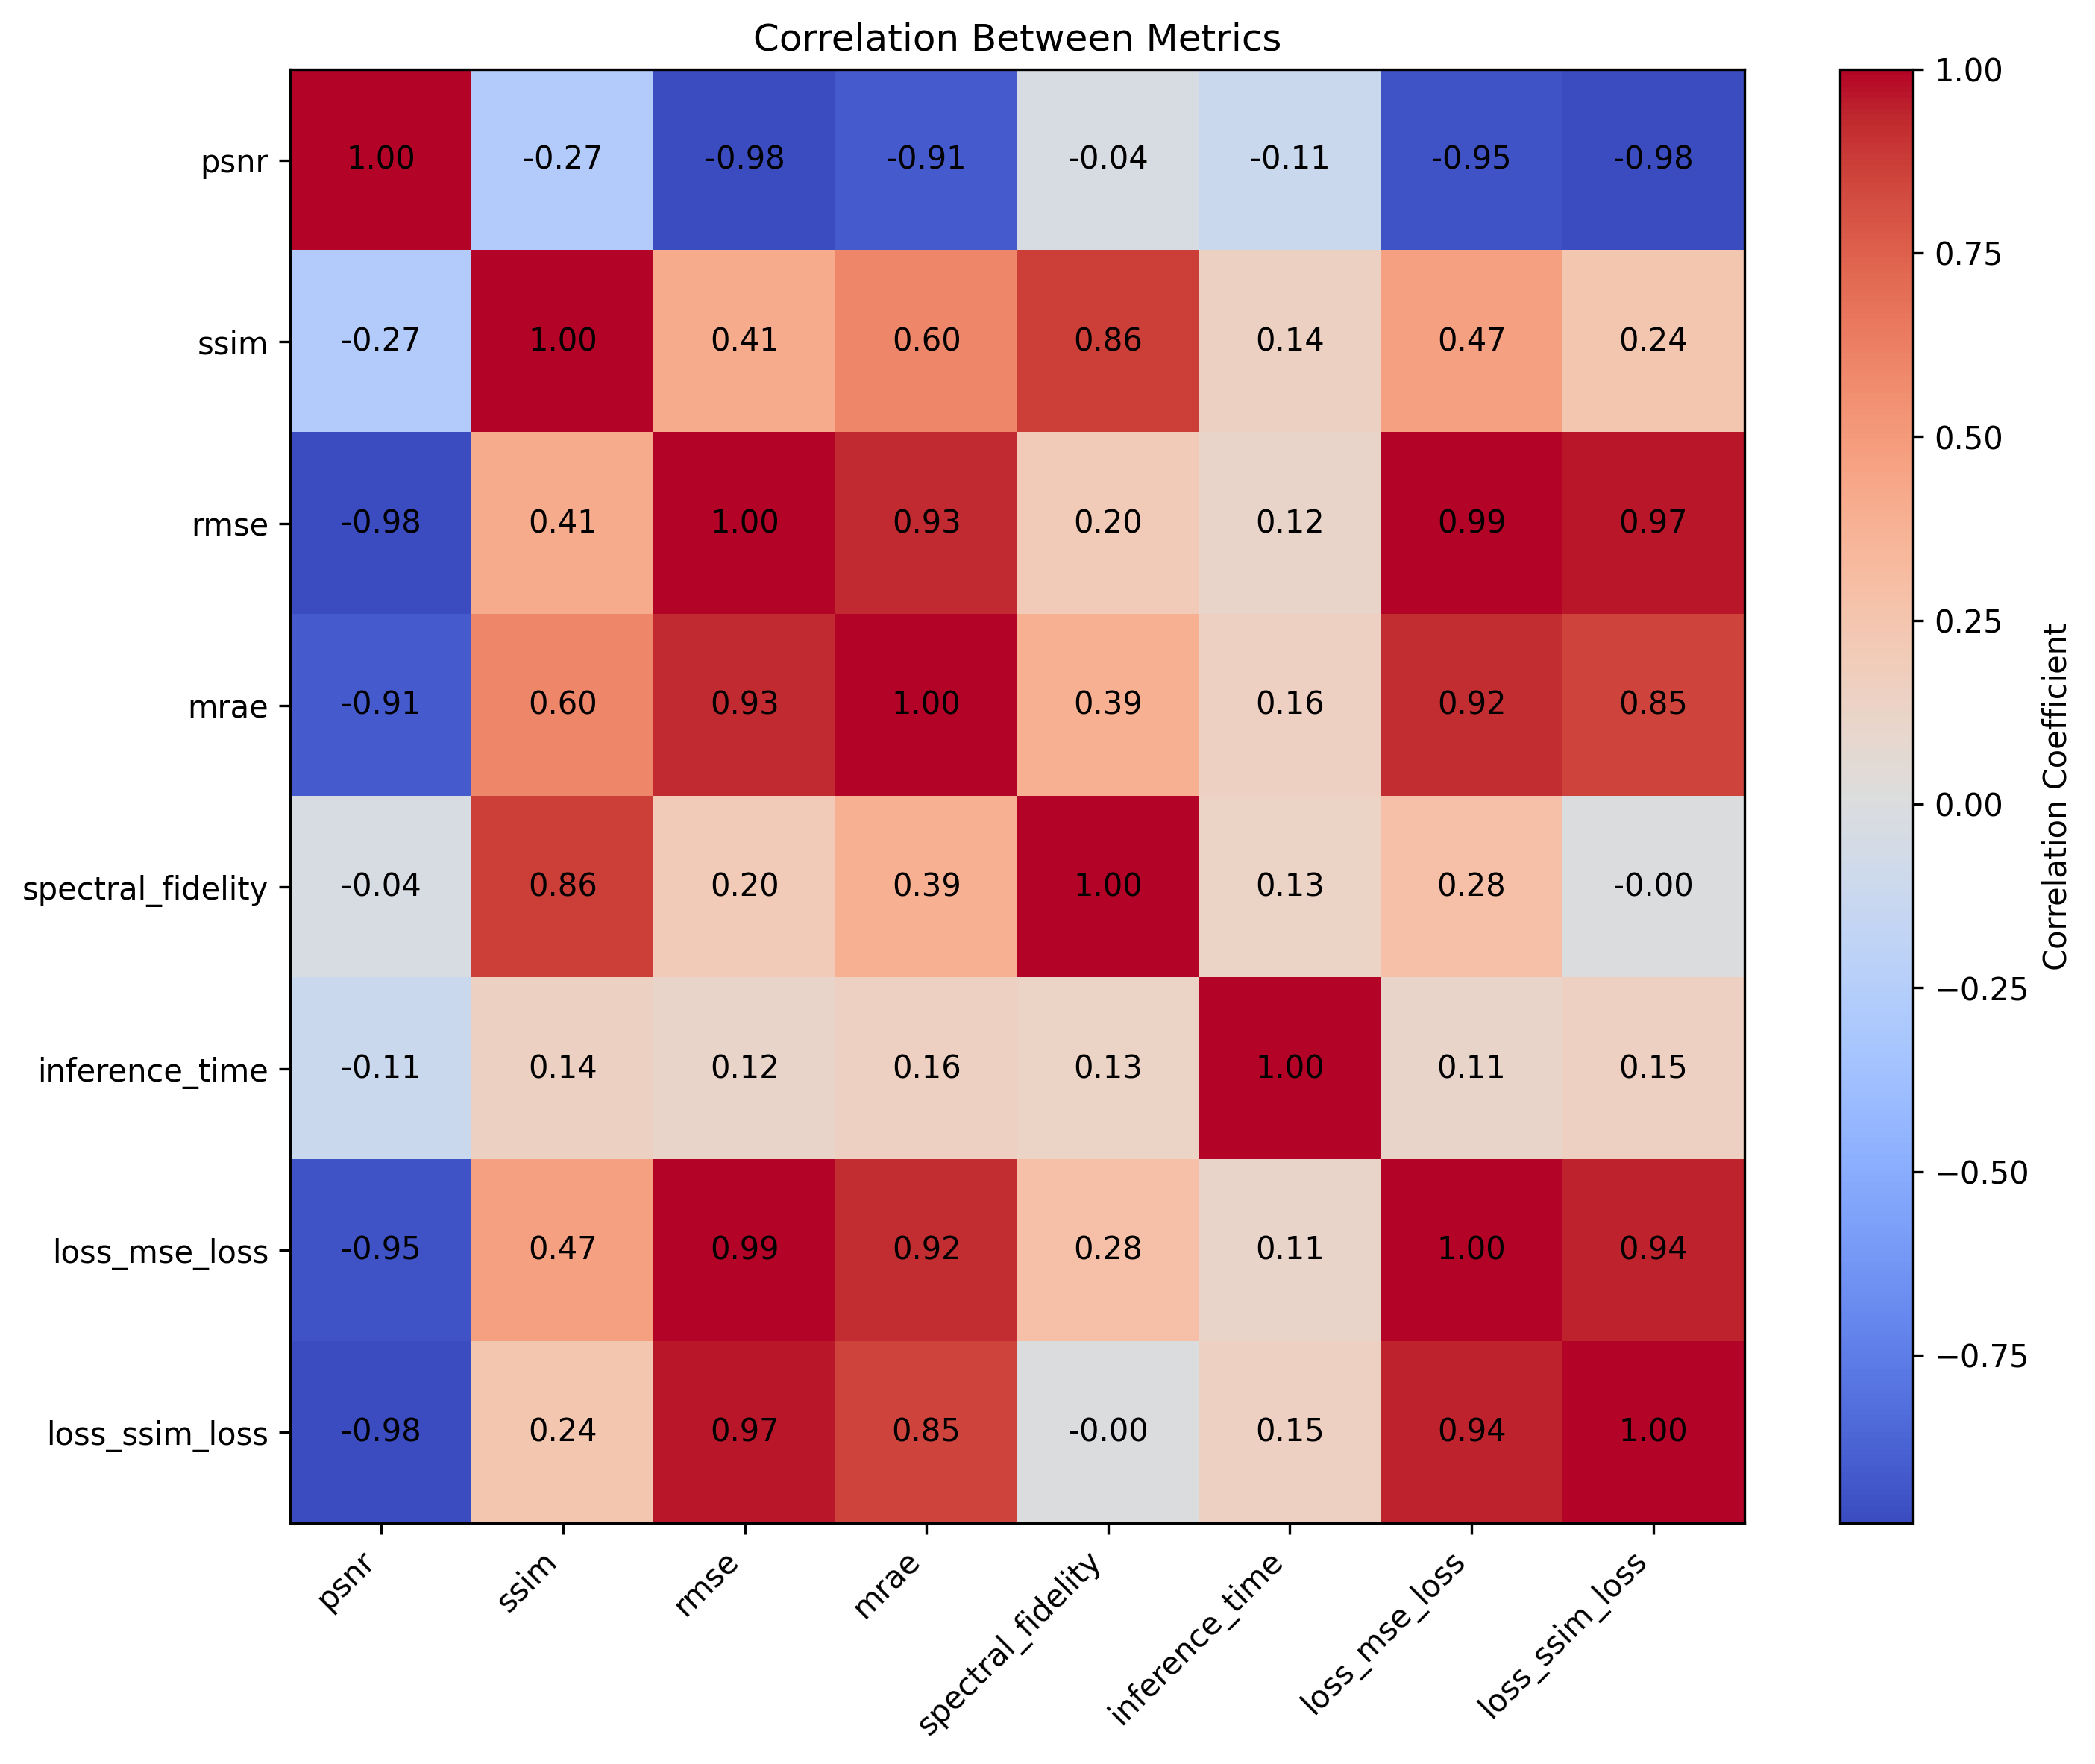 Correlation Between Metrics
psnr 1.00 -0.27 -0.98 -0.91 -0.04 -0.11 -0.95 -0.98
ssim -0.27 1.00 0.41 0.60 0.86 0.14 0.47 0.24
rmse -0.98 0.41 1.00 0.93 0.20 0.12 0.99 0.97
mrae -0.91 0.60 0.93 1.00 0.39 0.16 0.92 0.85
spectral_fidelity -0.04 0.86 0.20 0.39 1.00 0.13 0.28 -0.00
inference_time -0.11 0.14 0.12 0.16 0.13 1.00 0.11 0.15
loss_mse_loss -0.95 0.47 0.99 0.92 0.28 0.11 1.00 0.94
loss_ssim_loss -0.98 0.24 0.97 0.85 -0.00 0.15 0.94 1.00
psnr
ssim
rmse
mrae
spectral_fidelity
inference_time
loss_mse_loss
loss_ssim_loss
1.00
0.75
0.50
0.25
0.00
−0.25
−0.50
−0.75
Correlation Coefficient